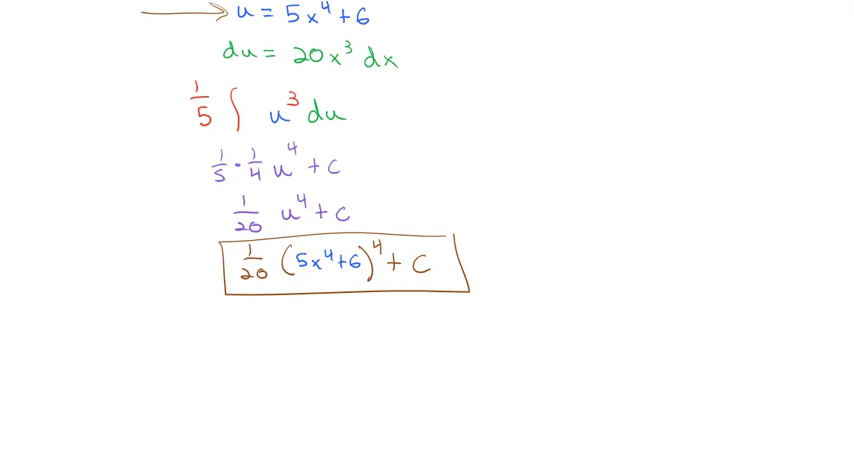 u = 5x⁴ + 6
du = 20x³ dx
1/5 ∫ u³ du
1/5 · 1/4 u⁴ + c
1/20 u⁴ + c
1/20 (5x⁴+6)⁴ + C